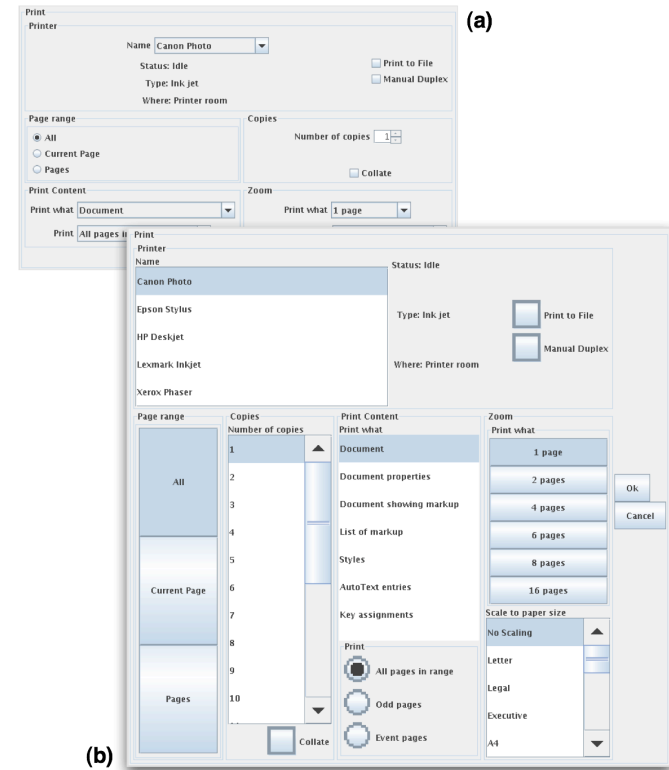 (a)
Print
Printer
Name Canon Photo
Status: Idle
Print to File
Type: Ink jet
Manual Duplex
Where: Printer room
Page range
Copies
All
Number of copies 1
Current Page
Pages
Collate
Print Content
Zoom
Print what Document
Print what 1 page
Print All pages in
Print
Printer
Name
Status: Idle
Canon Photo
Epson Stylus
Type: Ink jet
Print to File
HP Deskjet
Manual Duplex
Lexmark Inkjet
Where: Printer room
Xerox Phaser
Page range
Copies
Print Content
Zoom
Number of copies
Print what
Print what
All
Current Page
Pages
1
2
3
4
5
6
7
8
9
10
Collate
Document
Document properties
Document showing markup
List of markup
Styles
AutoText entries
Key assignments
Print
All pages in range
Odd pages
Event pages
1 page
2 pages
4 pages
6 pages
8 pages
16 pages
Scale to paper size
No Scaling
Letter
Legal
Executive
A4
Ok
Cancel
(b)